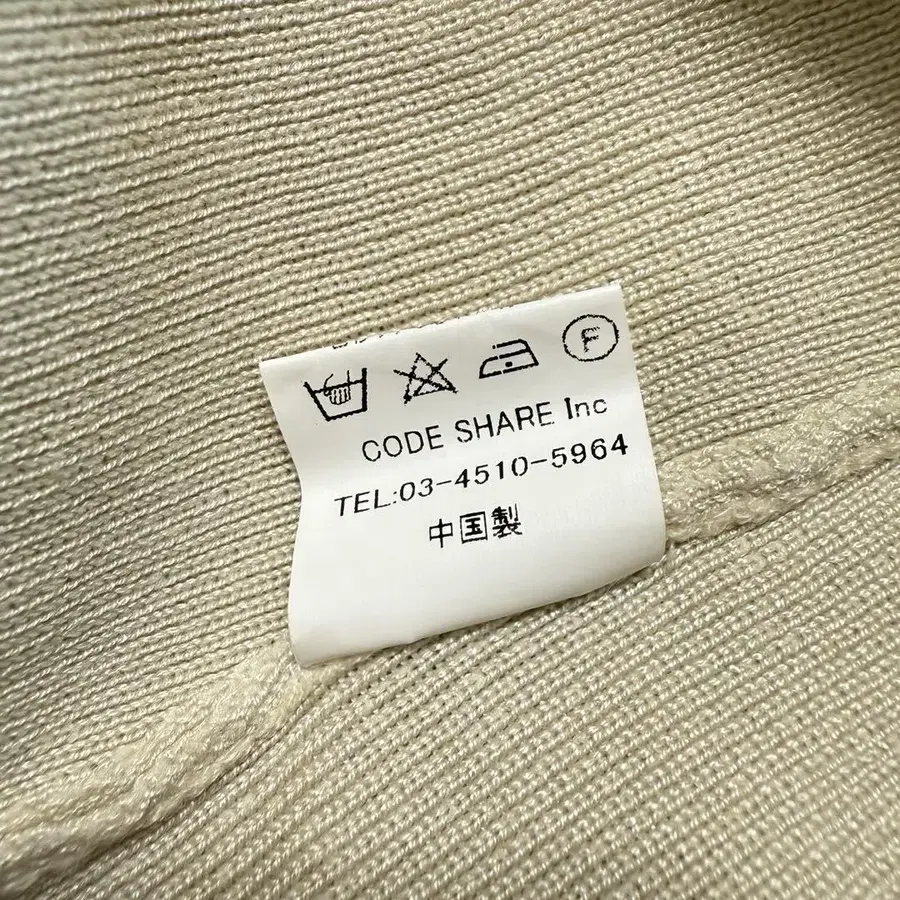 F
CODE SHARE Inc
TEL:03-4510-5964
中国製